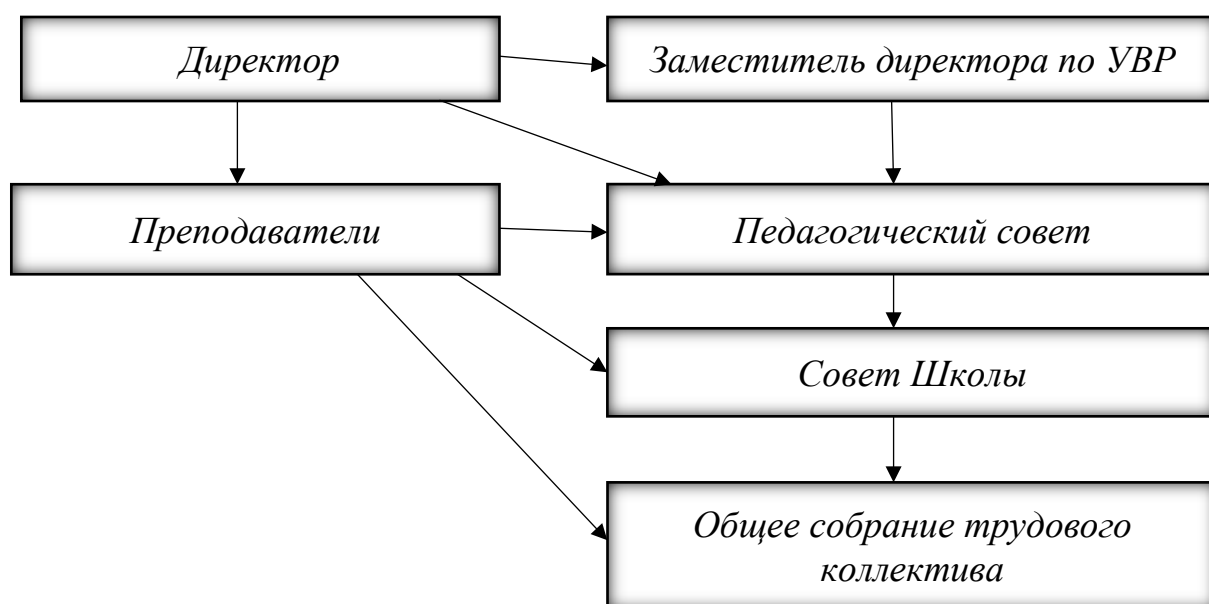 Директор
Заместитель директора по УВР
Преподаватели
Педагогический совет
Совет Школы
Общее собрание трудового
коллектива